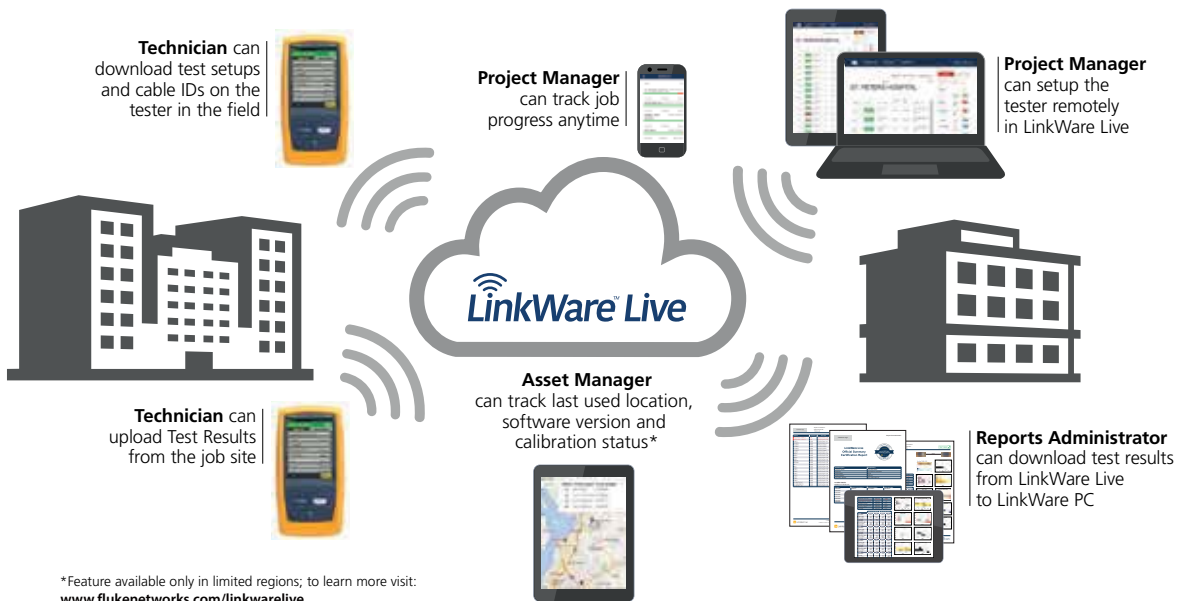 Technician can
download test setups
and cable IDs on the
tester in the field
Project Manager
can track job
progress anytime
Project Manager
can setup the
tester remotely
in LinkWare Live
ST. PETERS HOSPITAL
LinkWare™ Live
Technician can
upload Test Results
from the job site
Asset Manager
can track last used location,
software version and
calibration status*
Reports Administrator
can download test results
from LinkWare Live
to LinkWare PC
*Feature available only in limited regions; to learn more visit:
www.flukenetworks.com/linkwarelive